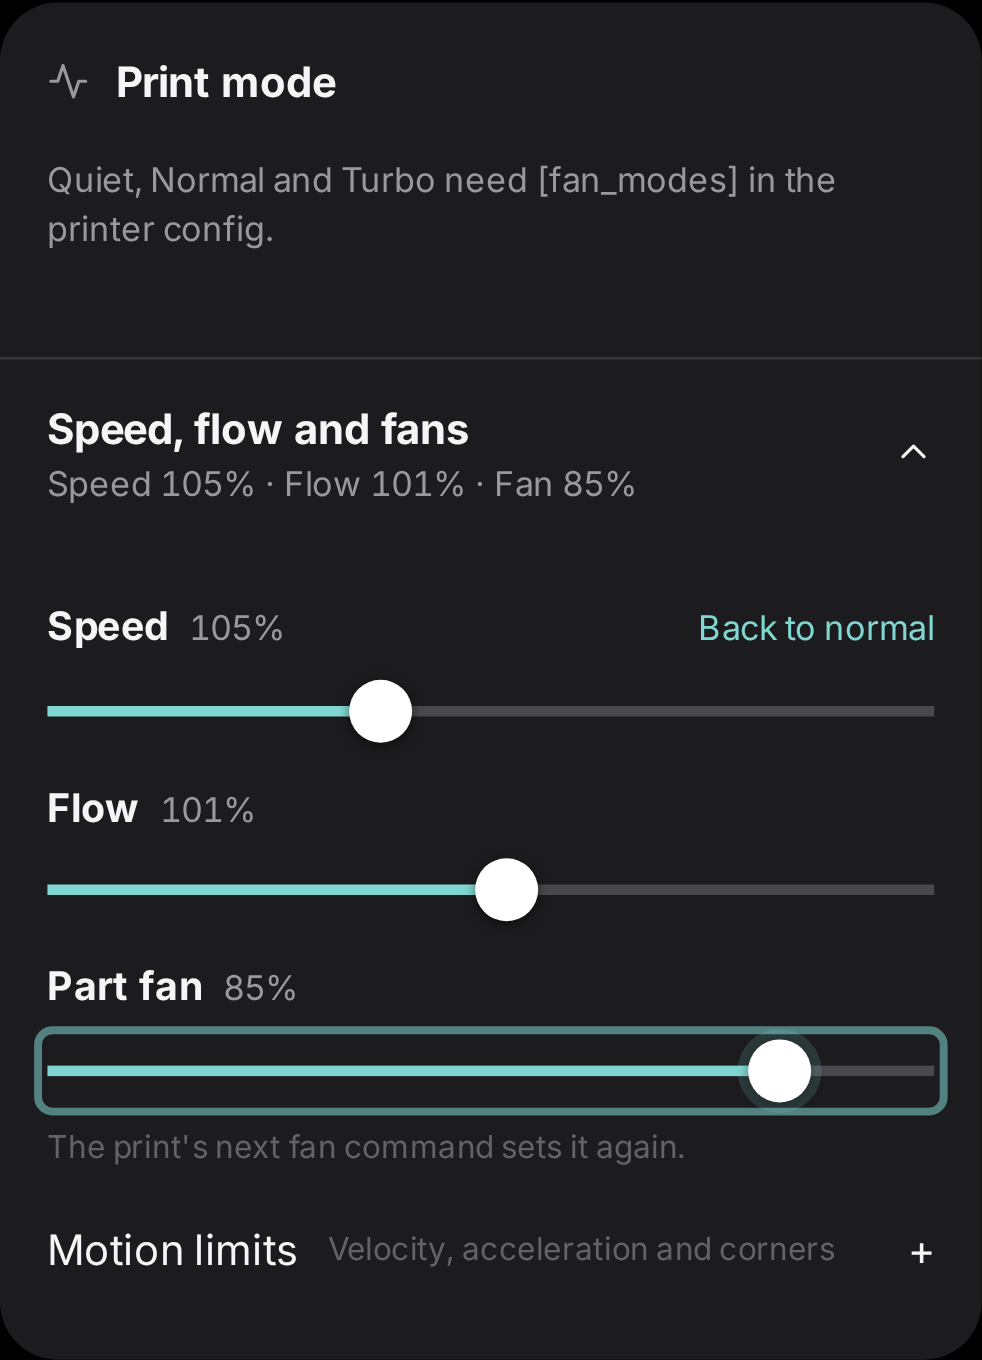 Print mode
Quiet, Normal and Turbo need [fan_modes] in the
printer config.
Speed, flow and fans
Speed 105% · Flow 101% · Fan 85%
Speed 105% Back to normal
Flow 101%
Part fan 85%
The print's next fan command sets it again.
Motion limits Velocity, acceleration and corners +